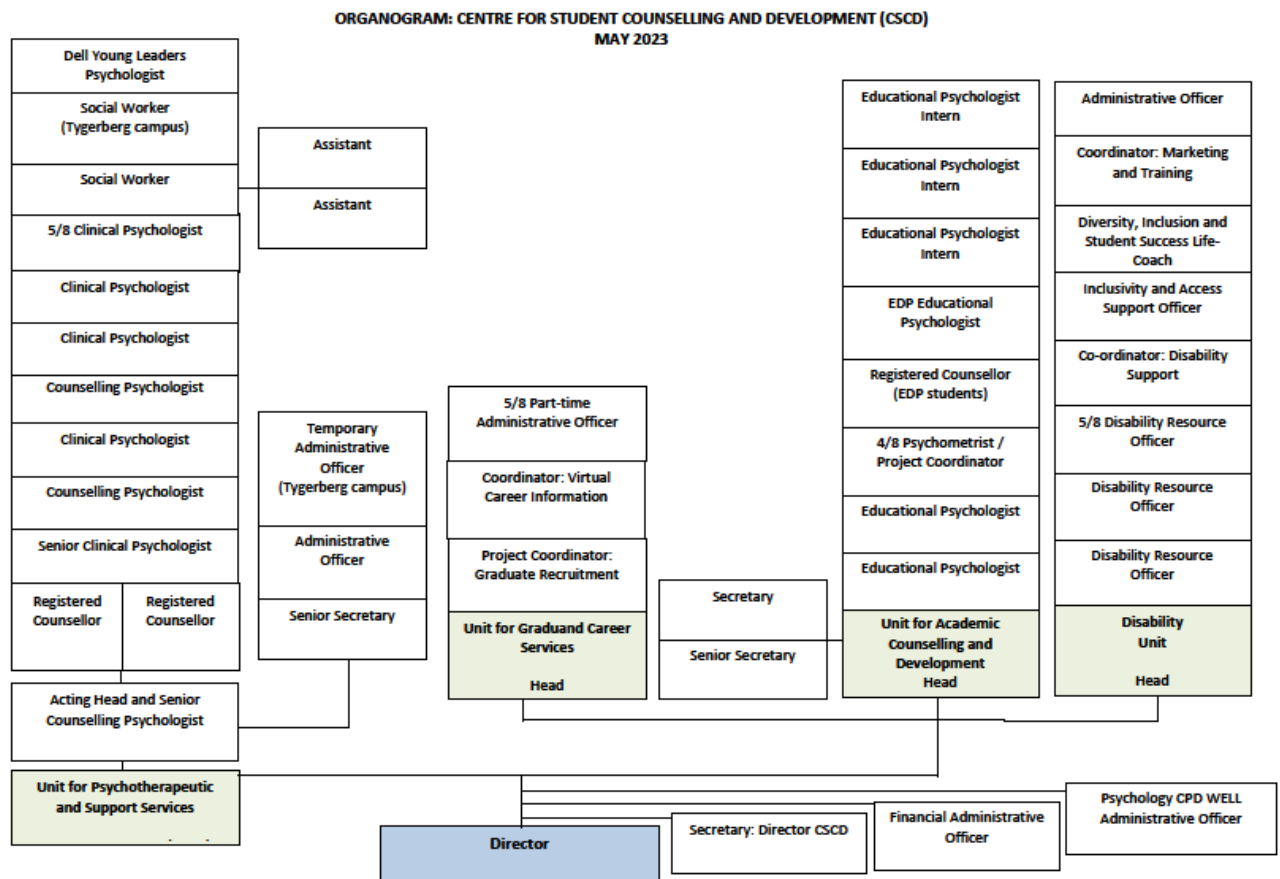 ORGANOGRAM: CENTRE FOR STUDENT COUNSELLING AND DEVELOPMENT (CSCD)
MAY 2023
Dell Young Leaders
Psychologist
Social Worker
(Tygerberg campus)
Social Worker
5/8 Clinical Psychologist
Clinical Psychologist
Clinical Psychologist
Counselling Psychologist
Clinical Psychologist
Counselling Psychologist
Senior Clinical Psychologist
Registered
Counsellor
Registered
Counsellor
Acting Head and Senior
Counselling Psychologist
Unit for Psychotherapeutic
and Support Services
Assistant
Assistant
Temporary
Administrative
Officer
(Tygerberg campus)
Administrative
Officer
Senior Secretary
5/8 Part-time
Administrative Officer
Coordinator: Virtual
Career Information
Project Coordinator:
Graduate Recruitment
Unit for Graduand Career
Services
Head
Secretary
Senior Secretary
Educational Psychologist
Intern
Educational Psychologist
Intern
Educational Psychologist
Intern
EDP Educational
Psychologist
Registered Counsellor
(EDP students)
4/8 Psychometrist /
Project Coordinator
Educational Psychologist
Educational Psychologist
Unit for Academic
Counselling and
Development
Head
Administrative Officer
Coordinator: Marketing
and Training
Diversity, Inclusion and
Student Success Life-
Coach
Inclusivity and Access
Support Officer
Co-ordinator: Disability
Support
5/8 Disability Resource
Officer
Disability Resource
Officer
Disability Resource
Officer
Disability
Unit
Head
Director
Secretary: Director CSCD
Financial Administrative
Officer
Psychology CPD WELL
Administrative Officer